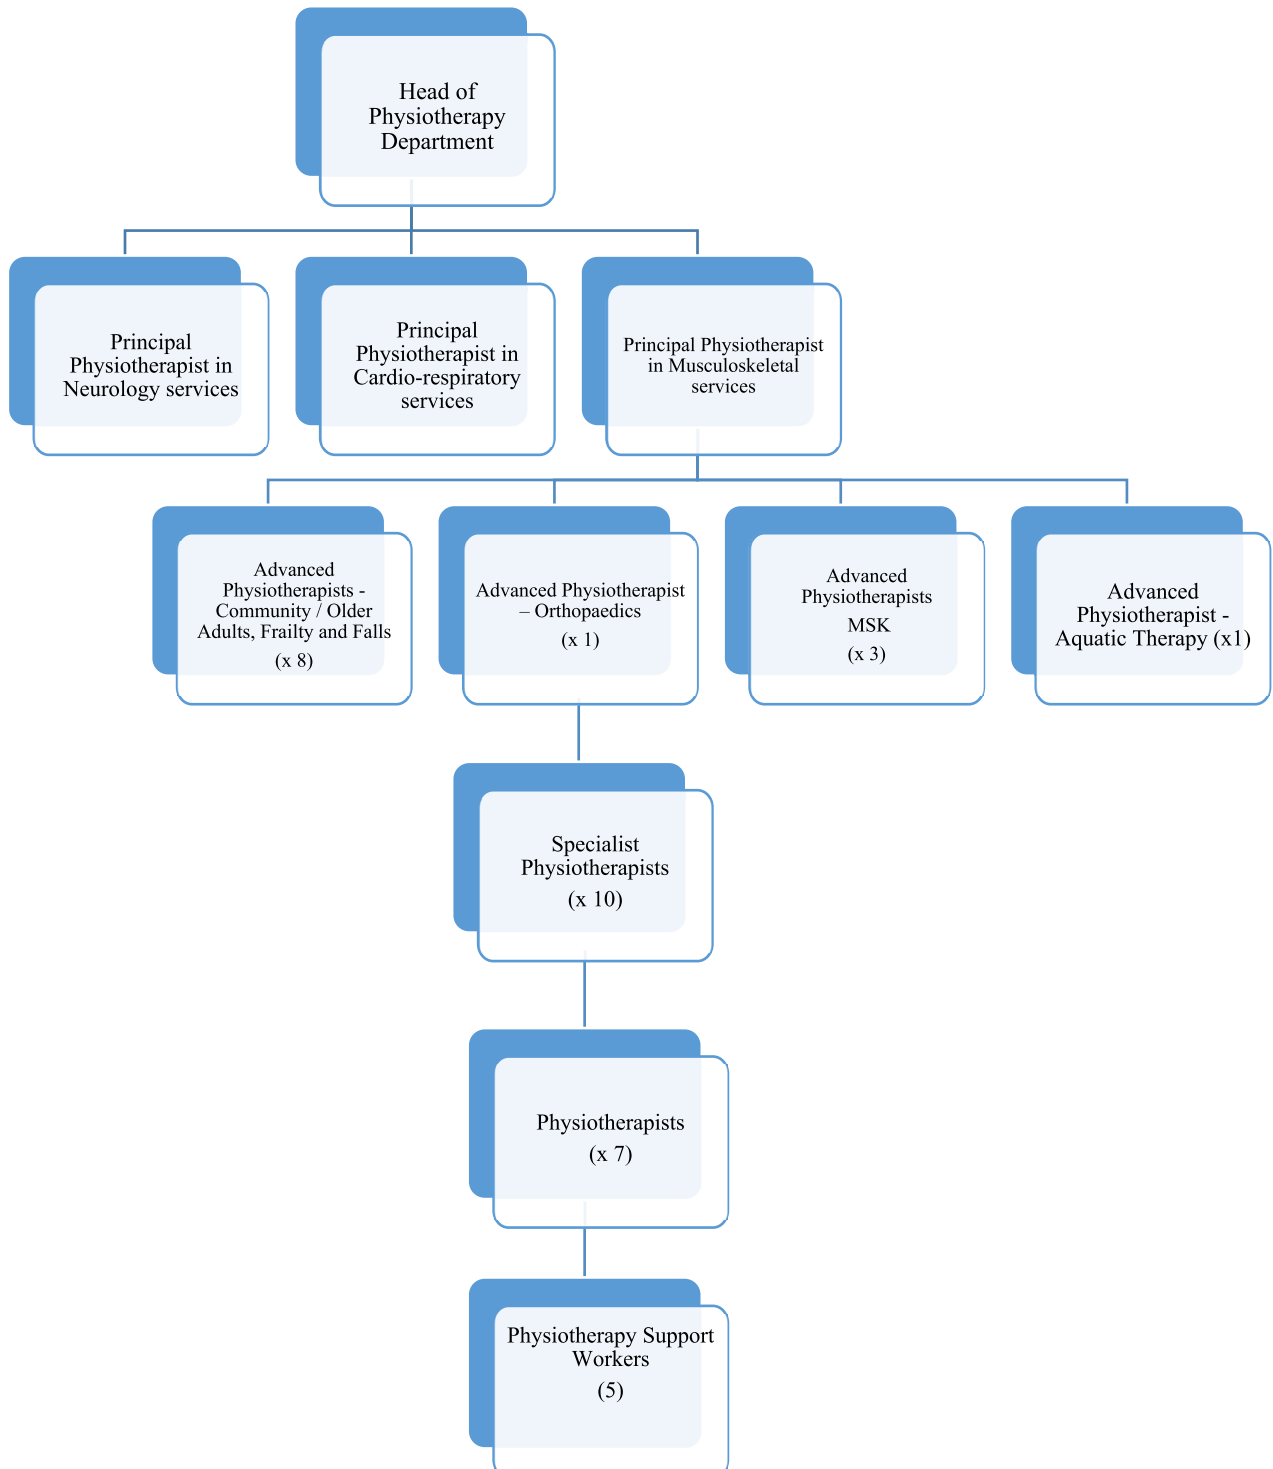 Head of
Physiotherapy
Department
Principal
Physiotherapist in
Neurology services
Principal
Physiotherapist in
Cardio-respiratory
services
Principal Physiotherapist
in Musculoskeletal
services
Advanced
Physiotherapists -
Community / Older
Adults, Frailty and Falls
(x 8)
Advanced Physiotherapist
– Orthopaedics
(x 1)
Advanced
Physiotherapists
MSK
(x 3)
Advanced
Physiotherapist -
Aquatic Therapy (x1)
Specialist
Physiotherapists
(x 10)
Physiotherapists
(x 7)
Physiotherapy Support
Workers
(5)